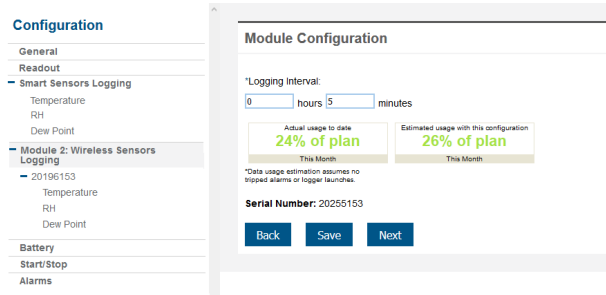 Configuration
General
Readout
Smart Sensors Logging
Temperature
RH
Dew Point
Module 2: Wireless Sensors
Logging
20196153
Temperature
RH
Dew Point
Battery
Start/Stop
Alarms
Module Configuration
*Logging Interval:
0 hours 5 minutes
Actual usage to date
24% of plan
This Month
Estimated usage with this configuration
26% of plan
This Month
*Data usage estimation assumes no
tripped alarms or logger launches.
Serial Number: 20255153
Back Save Next